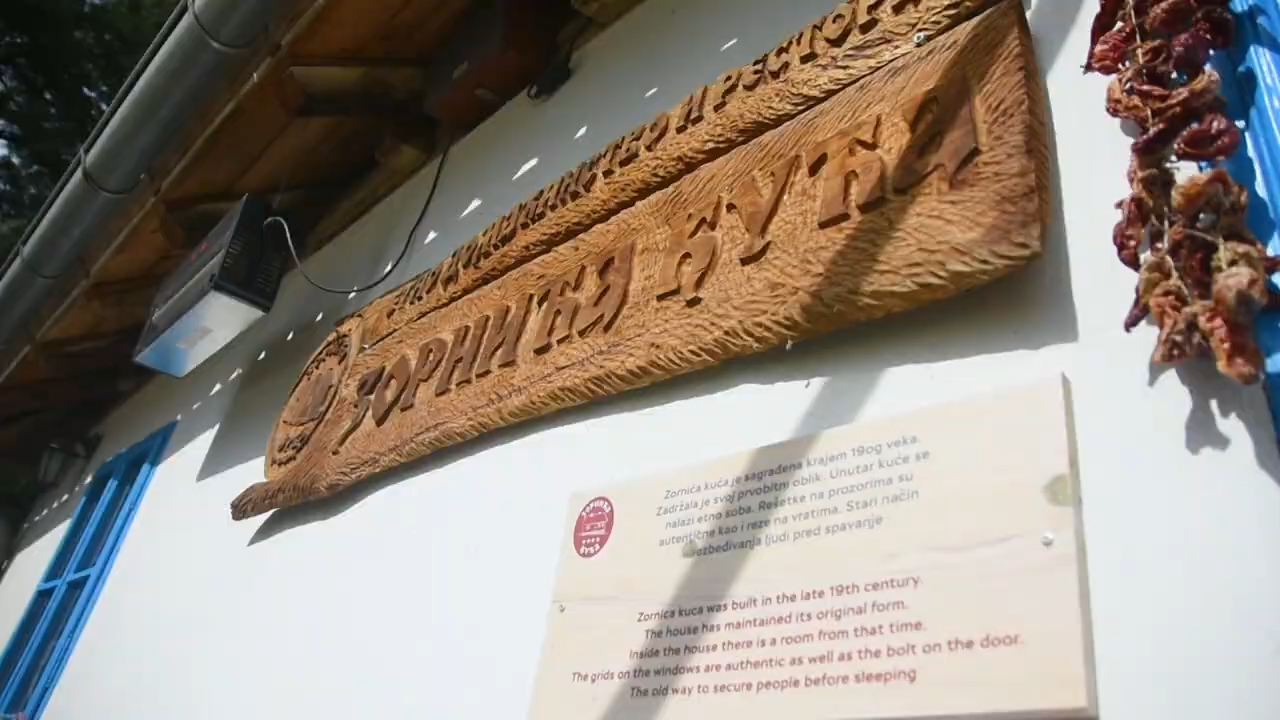 И РЕСТОРАН
ЗОРНИЋА КУЋА
Zornića kuća je sagrađena krajem 19og veka.
Zadržala je svoj prvobitni oblik. Unutar kuće se
nalazi etno soba. Rešetke na prozorima su
autentične kao i reze na vratima. Stari način
obezbeđivanja ljudi pred spavanje
Zornića kuca was built in the late 19th century.
The house has maintained its original form.
Inside the house there is a room from that time.
The grids on the windows are authentic as well as the bolt on the door.
The old way to secure people before sleeping